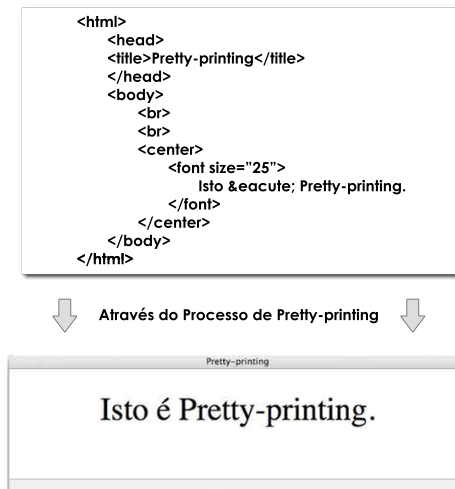 <html>
<head>
<title>Pretty-printing</title>
</head>
<body>
<br>
<br>
<center>
<font size="25">
Isto &eacute; Pretty-printing.
</font>
</center>
</body>
</html>
Através do Processo de Pretty-printing
Pretty-printing
Isto é Pretty-printing.